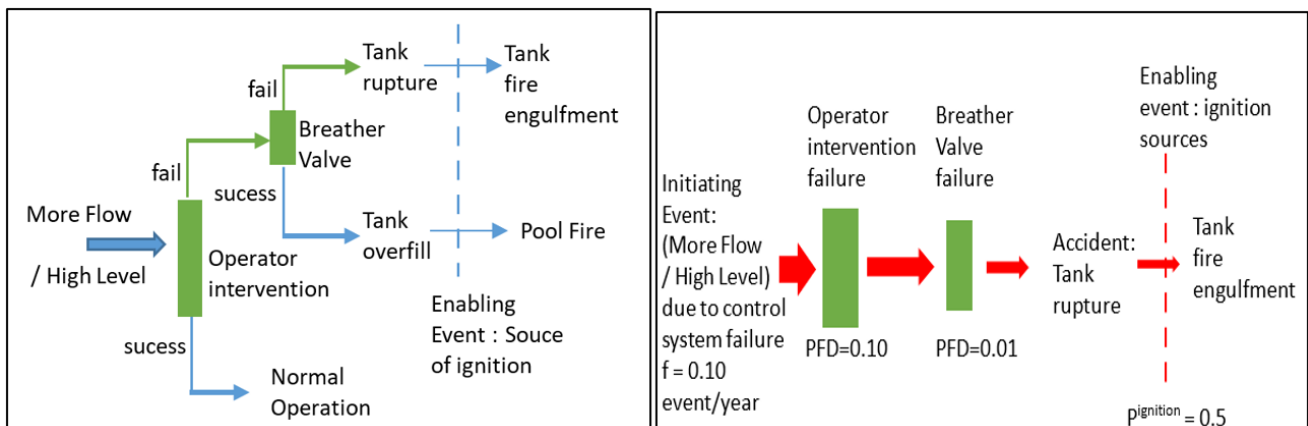 fail
Tank
rupture
Tank
fire
engulfment
fail
Breather
Valve
sucess
More Flow
/ High Level
Operator
intervention
Tank
overfill
Pool Fire
sucess
Enabling
Event : Souce
of ignition
Normal
Operation
Initiating
Event:
(More Flow
/ High Level)
due to control
system failure
f = 0.10
event/year
Operator
intervention
failure
PFD=0.10
Breather
Valve
failure
PFD=0.01
Accident:
Tank
rupture
Enabling
event : ignition
sources
Tank
fire
engulfment
Pignition = 0.5